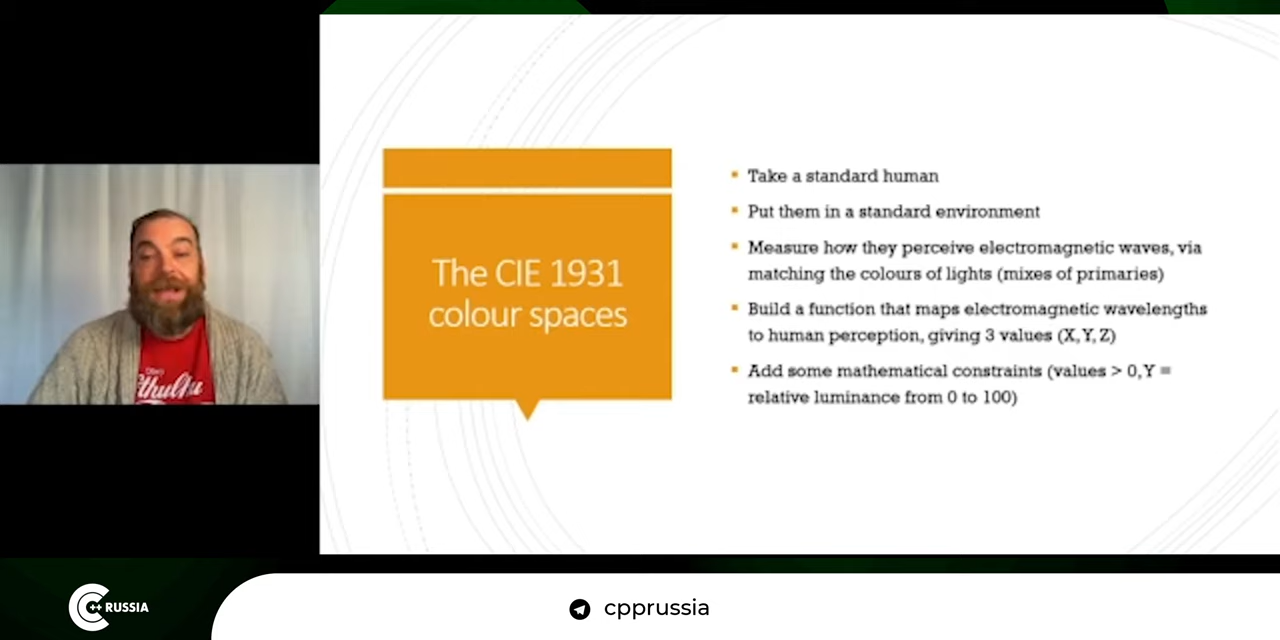 The CIE 1931
colour spaces
Take a standard human
Put them in a standard environment
Measure how they perceive electromagnetic waves, via
matching the colours of lights (mixes of primaries)
Build a function that maps electromagnetic wavelengths
to human perception, giving 3 values (X, Y, Z)
Add some mathematical constraints (values > 0, Y =
relative luminance from 0 to 100)
C++ RUSSIA
cpprussia